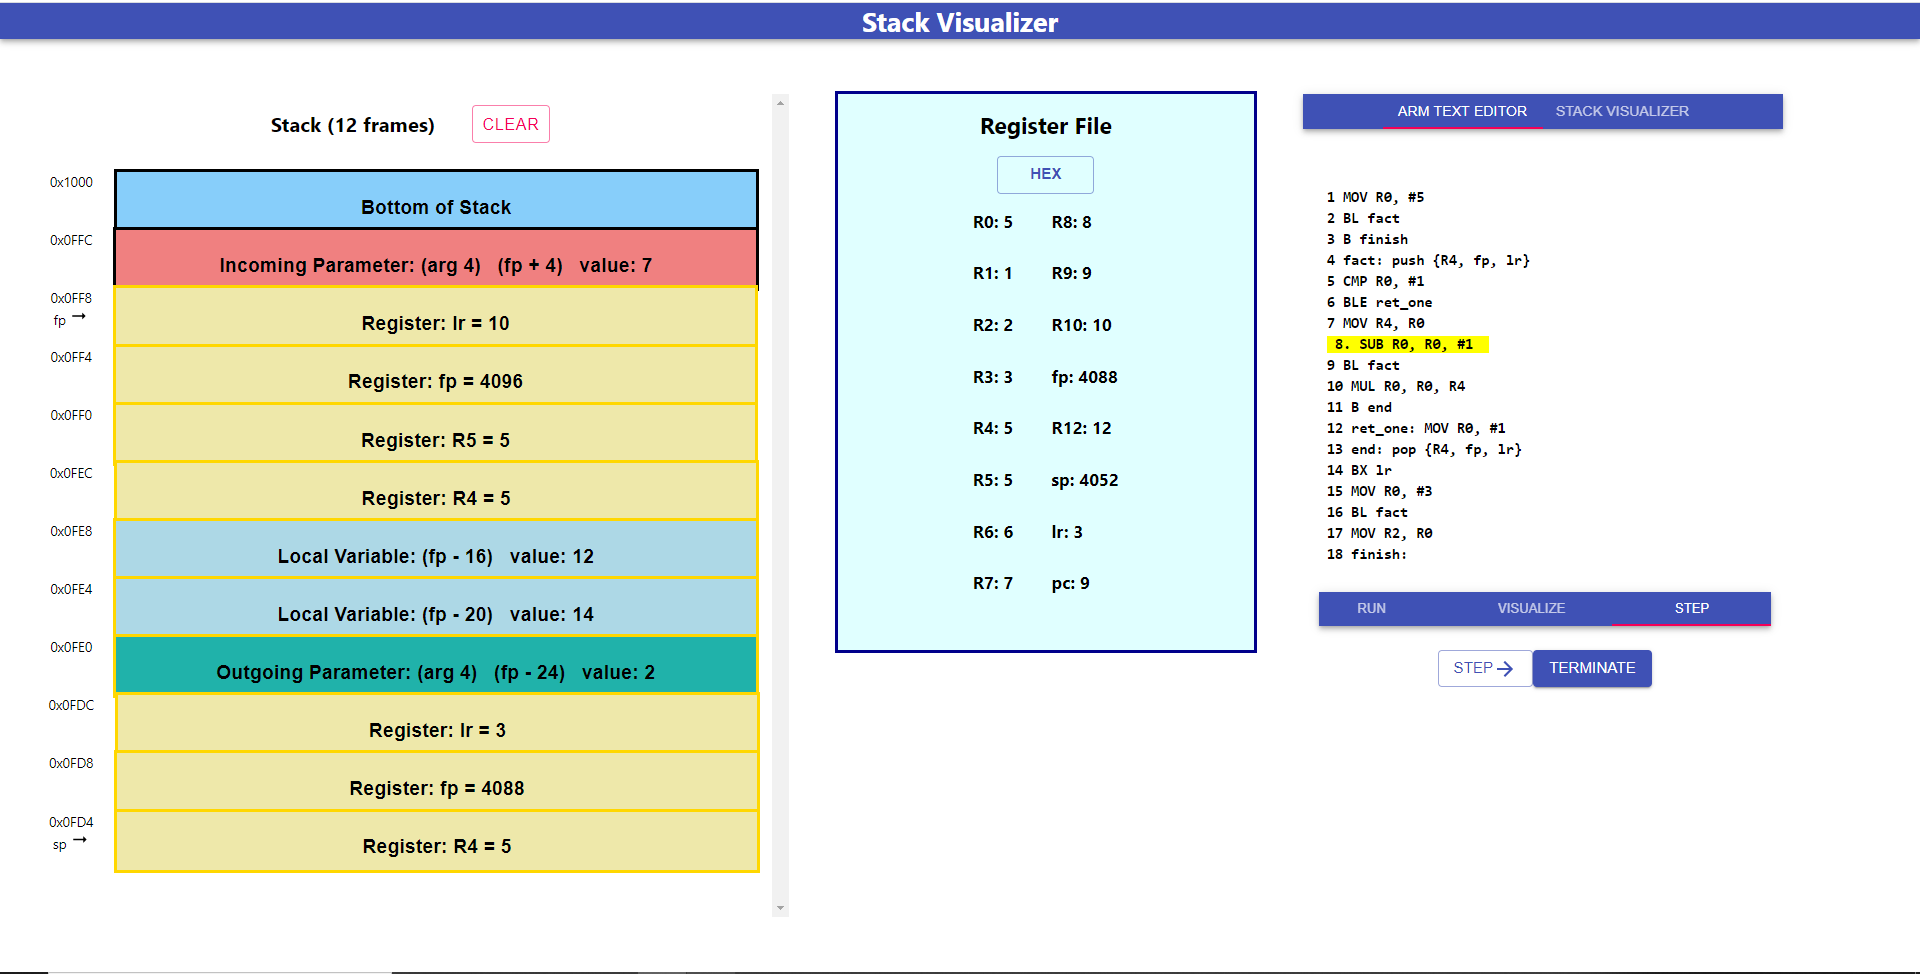 Stack Visualizer
Stack (12 frames)
CLEAR
0x1000
Bottom of Stack
0x0FFC
Incoming Parameter: (arg 4) (fp + 4) value: 7
0x0FF8
fp →
Register: lr = 10
0x0FF4
Register: fp = 4096
0x0FF0
Register: R5 = 5
0x0FEC
Register: R4 = 5
0x0FE8
Local Variable: (fp - 16) value: 12
0x0FE4
Local Variable: (fp - 20) value: 14
0x0FE0
Outgoing Parameter: (arg 4) (fp - 24) value: 2
0x0FDC
Register: lr = 3
0x0FD8
Register: fp = 4088
0x0FD4
sp →
Register: R4 = 5
Register File
HEX
R0: 5 R8: 8
R1: 1 R9: 9
R2: 2 R10: 10
R3: 3 fp: 4088
R4: 5 R12: 12
R5: 5 sp: 4052
R6: 6 lr: 3
R7: 7 pc: 9
ARM TEXT EDITOR STACK VISUALIZER
1 MOV R0, #5
2 BL fact
3 B finish
4 fact: push {R4, fp, lr}
5 CMP R0, #1
6 BLE ret_one
7 MOV R4, R0
8. SUB R0, R0, #1
9 BL fact
10 MUL R0, R0, R4
11 B end
12 ret_one: MOV R0, #1
13 end: pop {R4, fp, lr}
14 BX lr
15 MOV R0, #3
16 BL fact
17 MOV R2, R0
18 finish:
RUN VISUALIZE STEP
STEP → TERMINATE